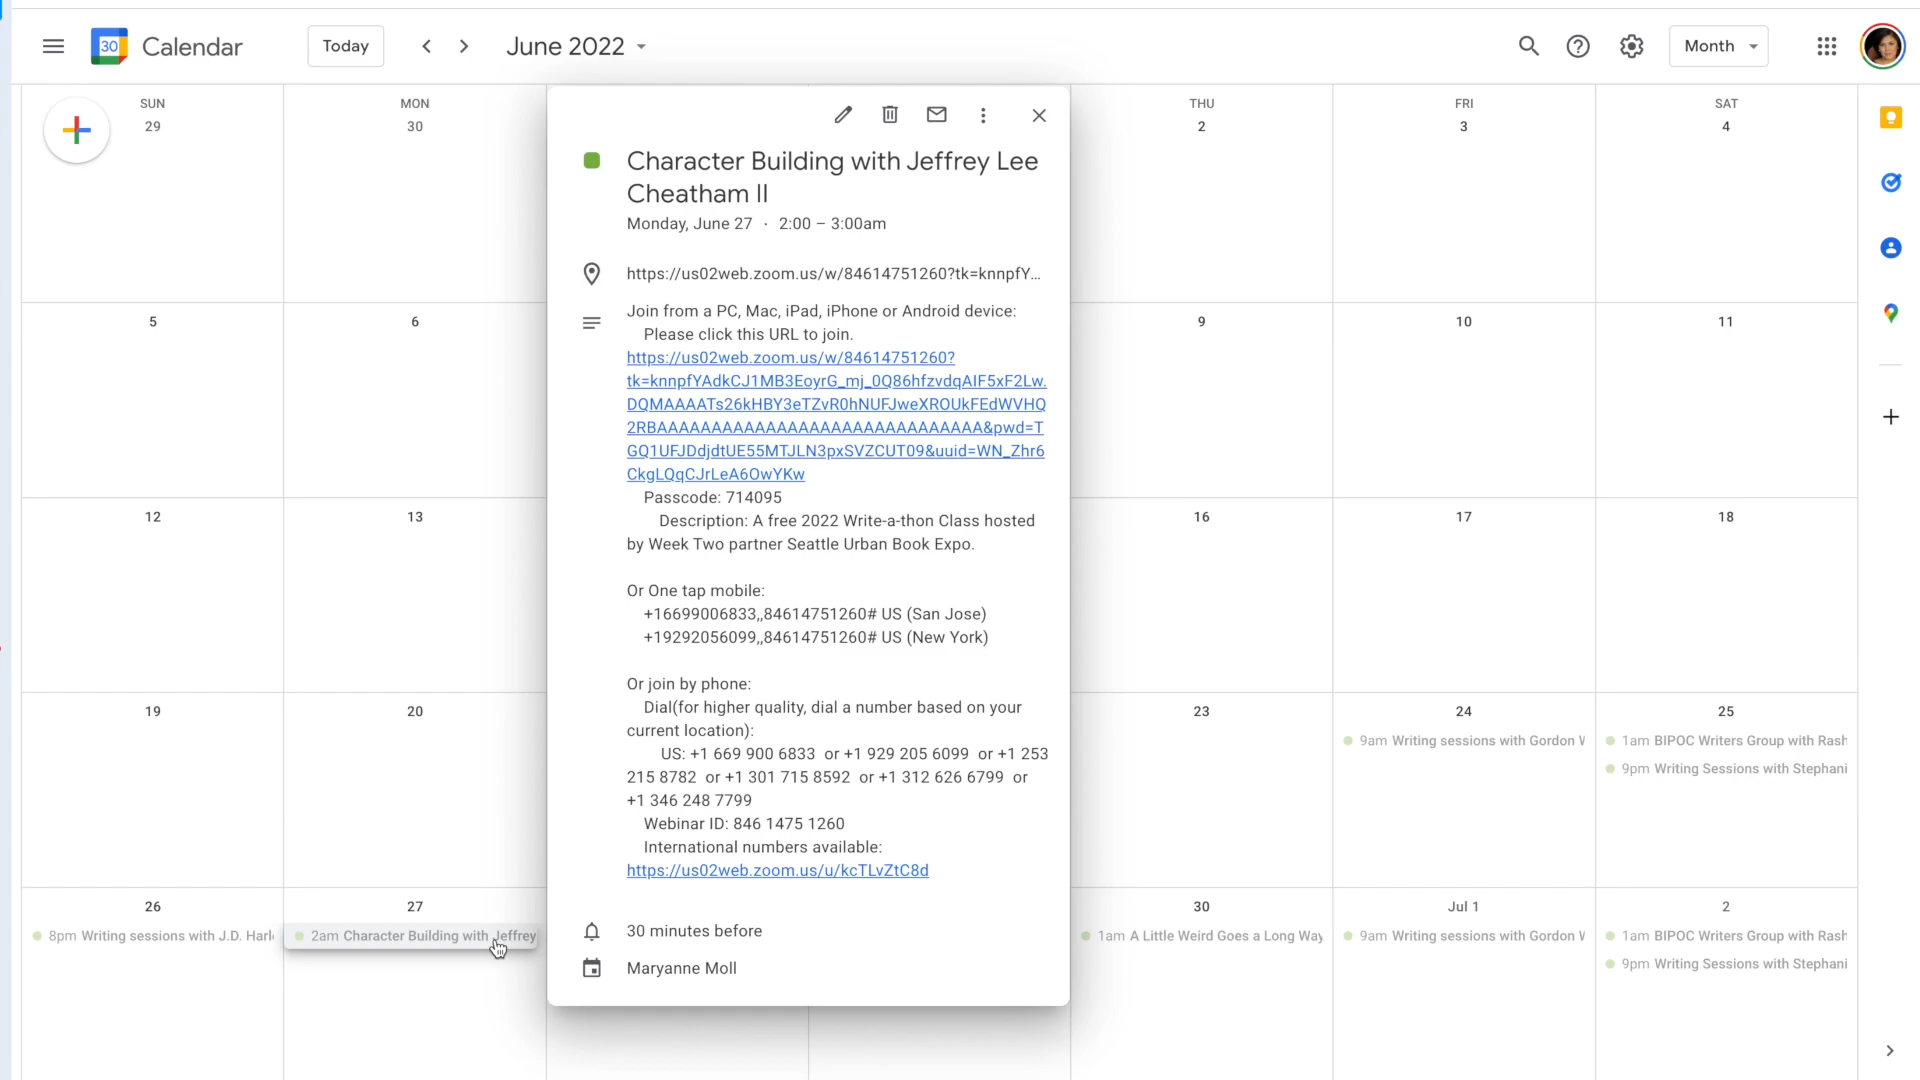 30 Calendar Today June 2022 Month
SUN MON THU FRI SAT
29 30 2 3 4
Character Building with Jeffrey Lee
Cheatham II
Monday, June 27 · 2:00 – 3:00am
https://us02web.zoom.us/w/84614751260?tk=knnpfY...
Join from a PC, Mac, iPad, iPhone or Android device:
Please click this URL to join.
https://us02web.zoom.us/w/84614751260?
tk=knnpfYAdkCJ1MB3EoyrG_mj_0Q86hfzvdqAIF5xF2Lw.
DQMAAAATs26kHBY3eTZvR0hNUFJweXROUkFEdWVHQ
2RBAAAAAAAAAAAAAAAAAAAAAAAAAAAAAA&pwd=T
GQ1UFJDdjdtUE55MTJLN3pxSVZCUT09&uuid=WN_Zhr6
CkgLQqCJrLeA6OwYKw
Passcode: 714095
Description: A free 2022 Write-a-thon Class hosted
by Week Two partner Seattle Urban Book Expo.
Or One tap mobile:
+16699006833,,84614751260# US (San Jose)
+19292056099,,84614751260# US (New York)
Or join by phone:
Dial(for higher quality, dial a number based on your
current location):
US: +1 669 900 6833 or +1 929 205 6099 or +1 253
215 8782 or +1 301 715 8592 or +1 312 626 6799 or
+1 346 248 7799
Webinar ID: 846 1475 1260
International numbers available:
https://us02web.zoom.us/u/kcTLvZtC8d
30 minutes before
Maryanne Moll
5 6 9 10 11
12 13 16 17 18
19 20 23 24 25
9am Writing sessions with Gordon
1am BIPOC Writers Group with Rash
9pm Writing Sessions with Stephani
26 27 30 Jul 1 2
8pm Writing sessions with J.D. Harl
2am Character Building with Jeffrey
1am A Little Weird Goes a Long Way
9am Writing sessions with Gordon
1am BIPOC Writers Group with Rash
9pm Writing Sessions with Stephani